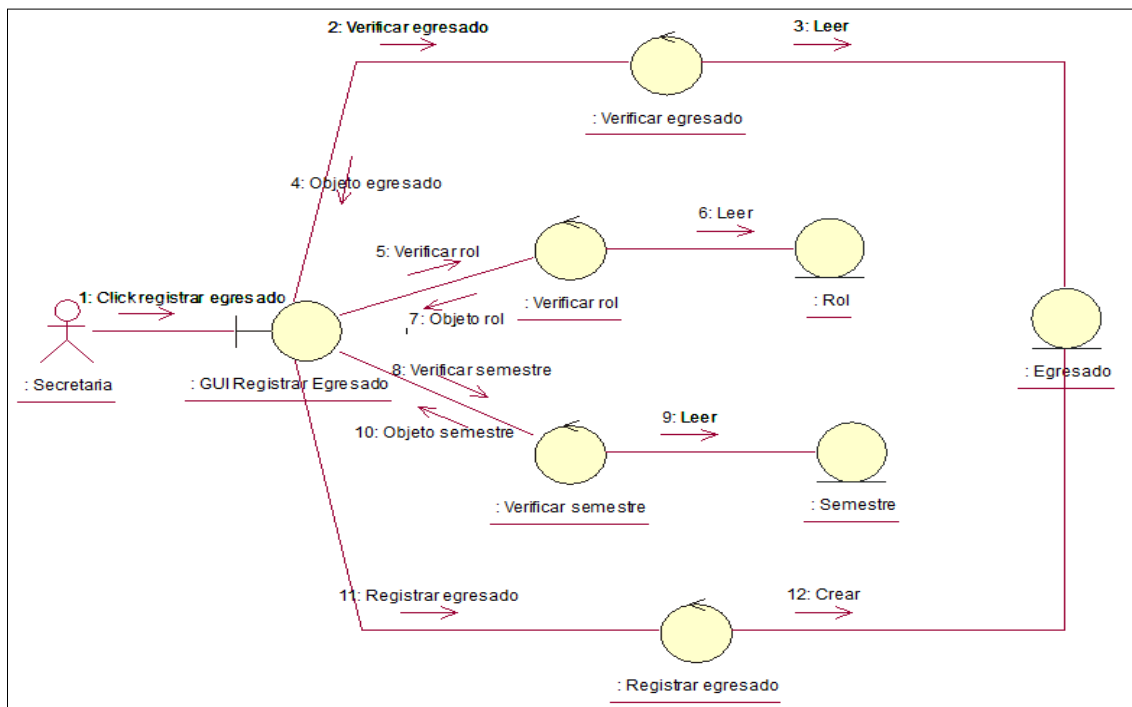 2: Verificar egresado
3: Leer
: Verificar egresado
4: Objeto egresado
6: Leer
5: Verificar rol
: Verificar rol
: Rol
1: Click registrar egresado
7: Objeto rol
: Secretaria
: GUI Registrar Egresado
8: Verificar semestre
: Egresado
10: Objeto semestre
9: Leer
: Verificar semestre
: Semestre
11: Registrar egresado
12: Crear
: Registrar egresado